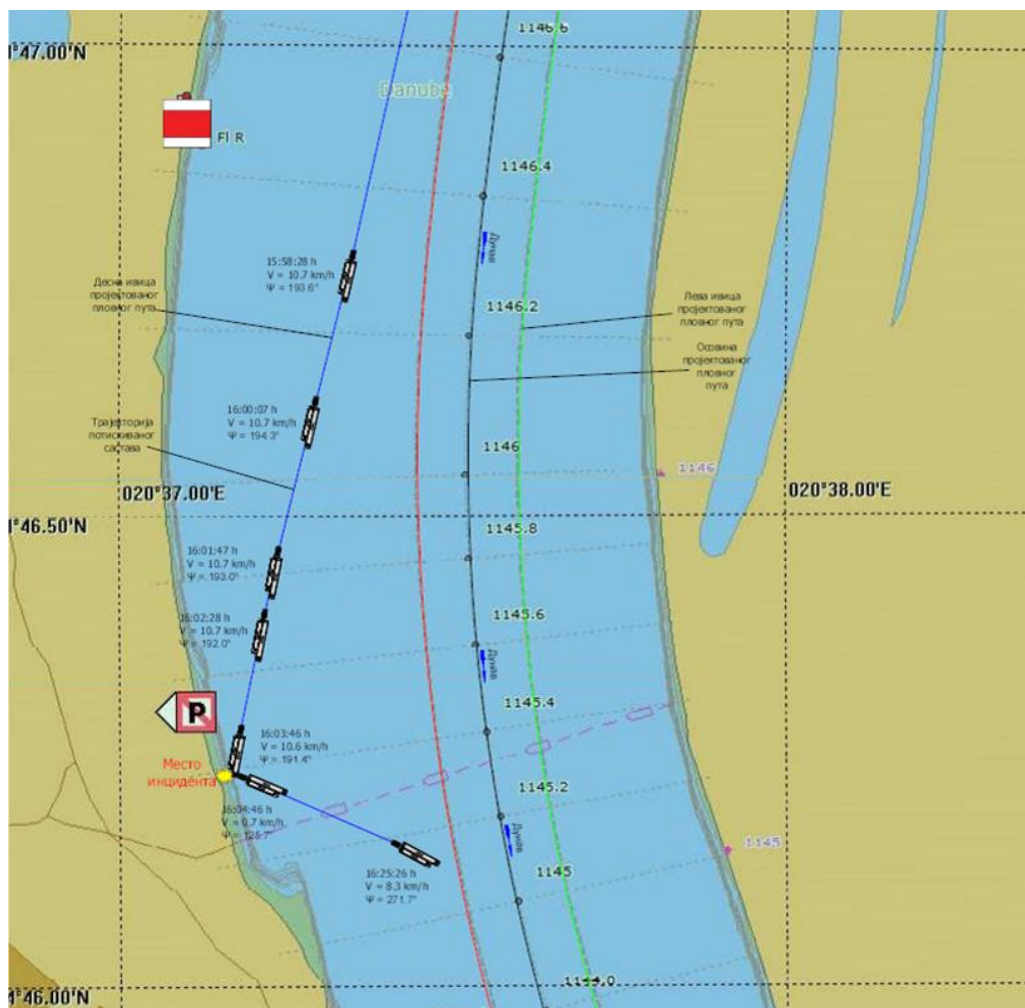 1146.6
47.00'N
Danube
Fl R
1146.4
Дунав
15:58:28 h
V = 10.7 km/h
Ψ = 193.6°
Десна ивица
пројектованог
пловног пута
1146.2
Лева ивица
пројектованог
пловног пута
Осовина
пројектованог
пловног
пута
16:00:07 h
V = 10.7 km/h
Ψ = 194.3°
Трајекторија
потискиваног
састава
1146
1146
020°37.00'E
020°38.00'E
46.50'N
1145.8
16:01:47 h
V = 10.7 km/h
Ψ = 193.0°
16:02:28 h
V = 10.7 km/h
Ψ = 192.0°
1145.6
Дунав
P
1145.4
16:03:46 h
V = 10.6 km/h
Ψ = 191.4°
Место
инцидента
1145.2
16:04:46 h
V = 0.7 km/h
Ψ = 125.7°
Дунав
1145
1145
16:25:26 h
V = 8.3 km/h
Ψ = 271.7°
46.00'N